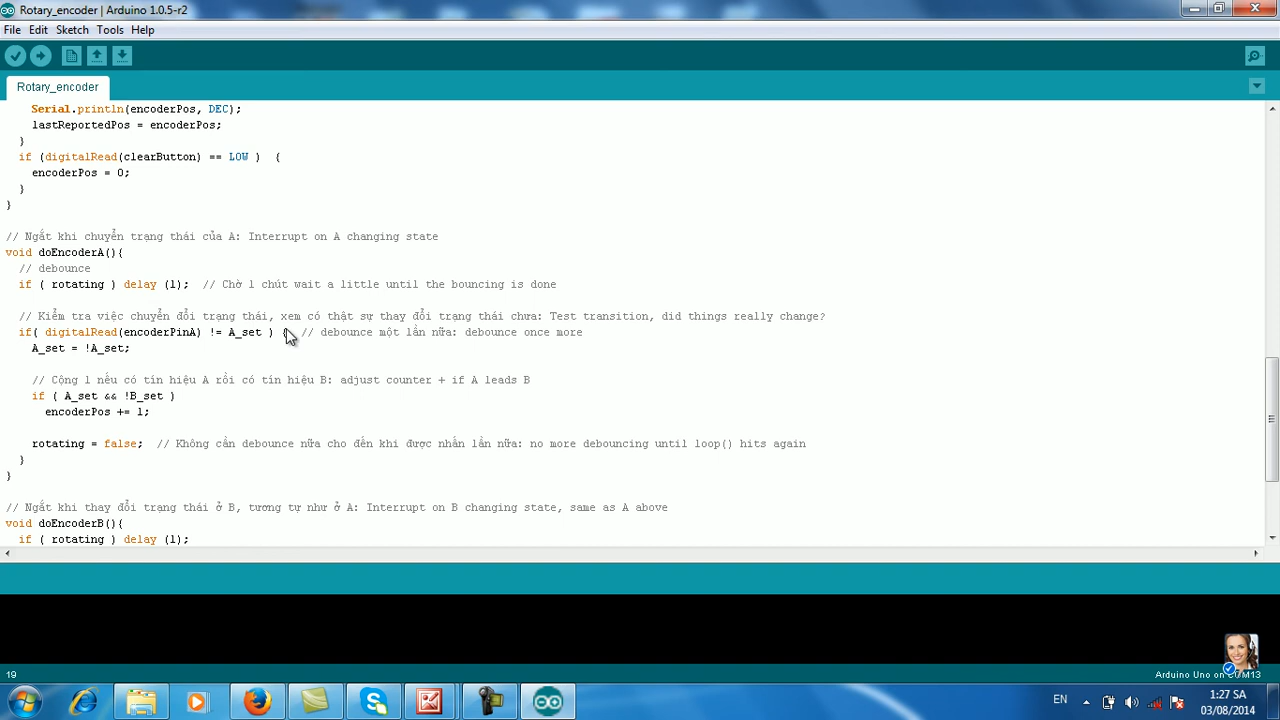 Rotary_encoder | Arduino 1.0.5-r2
File Edit Sketch Tools Help
Rotary_encoder
Serial.println(encoderPos, DEC);
lastReportedPos = encoderPos;
}
if (digitalRead(clearButton) == LOW ) {
encoderPos = 0;
}
}
// Ngắt khi chuyển trạng thái của A: Interrupt on A changing state
void doEncoderA(){
// debounce
if ( rotating ) delay (1); // Chờ 1 chút wait a little until the bouncing is done
// Kiểm tra việc chuyển đổi trạng thái, xem có thật sự thay đổi trạng thái chưa: Test transition, did things really change?
if( digitalRead(encoderPinA) != A_set ) { // debounce một lần nữa: debounce once more
A_set = !A_set;
// Cộng 1 nếu có tín hiệu A rồi có tín hiệu B: adjust counter + if A leads B
if ( A_set && !B_set )
encoderPos += 1;
rotating = false; // Không cần debounce nữa cho đến khi được nhấn lần nữa: no more debouncing until loop() hits again
}
}
// Ngắt khi thay đổi trạng thái ở B, tương tự như ở A: Interrupt on B changing state, same as A above
void doEncoderB(){
if ( rotating ) delay (1);
19
Arduino Uno on COM13
EN
1:27 SA
03/08/2014